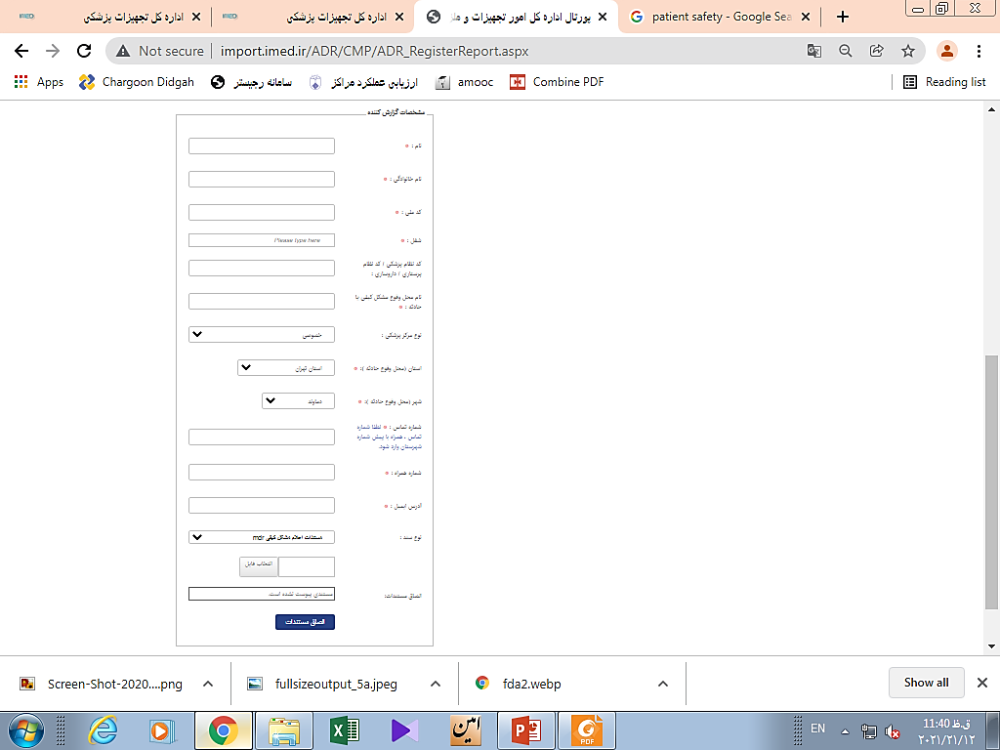 اداره کل تجهیزات پزشکی
اداره کل تجهیزات پزشکی
پورتال اداره کل امور تجهیزات و ملز
patient safety - Google Sea
Not secure
import.imed.ir/ADR/CMP/ADR_RegisterReport.aspx
Apps
Chargoon Didgah
سامانه رجیستر
ارزیابی عملکرد مراکز
amooc
Combine PDF
Reading list
مشخصات گزارش کننده
نام : *
نام خانوادگی : *
کد ملی : *
شغل : *
Please type here
کد نظام پزشکی / کد نظام
پرستاری / داروسازی :
نام محل وقوع مشکل کیفی یا
حادثه : *
نوع مرکز پزشکی :
خصوصی
استان (محل وقوع حادثه ): *
استان تهران
شهر (محل وقوع حادثه ): *
دماوند
شماره تماس : * لطفا شماره
تماس ، همراه با پیش شماره
شهرستان وارد شود.
شماره همراه : *
آدرس ایمیل : *
نوع سند :
مستندات اعلام مشکل کیفی mdr
انتخاب فایل
الصاق مستندات:
مستندی پیوست نشده است.
الصاق مستندات
Screen-Shot-2020....png
fullsizeoutput_5a.jpeg
fda2.webp
Show all
امین
PDF
EN
11:40 ق.ظ
۲۰۲۱/۲۱/۱۲